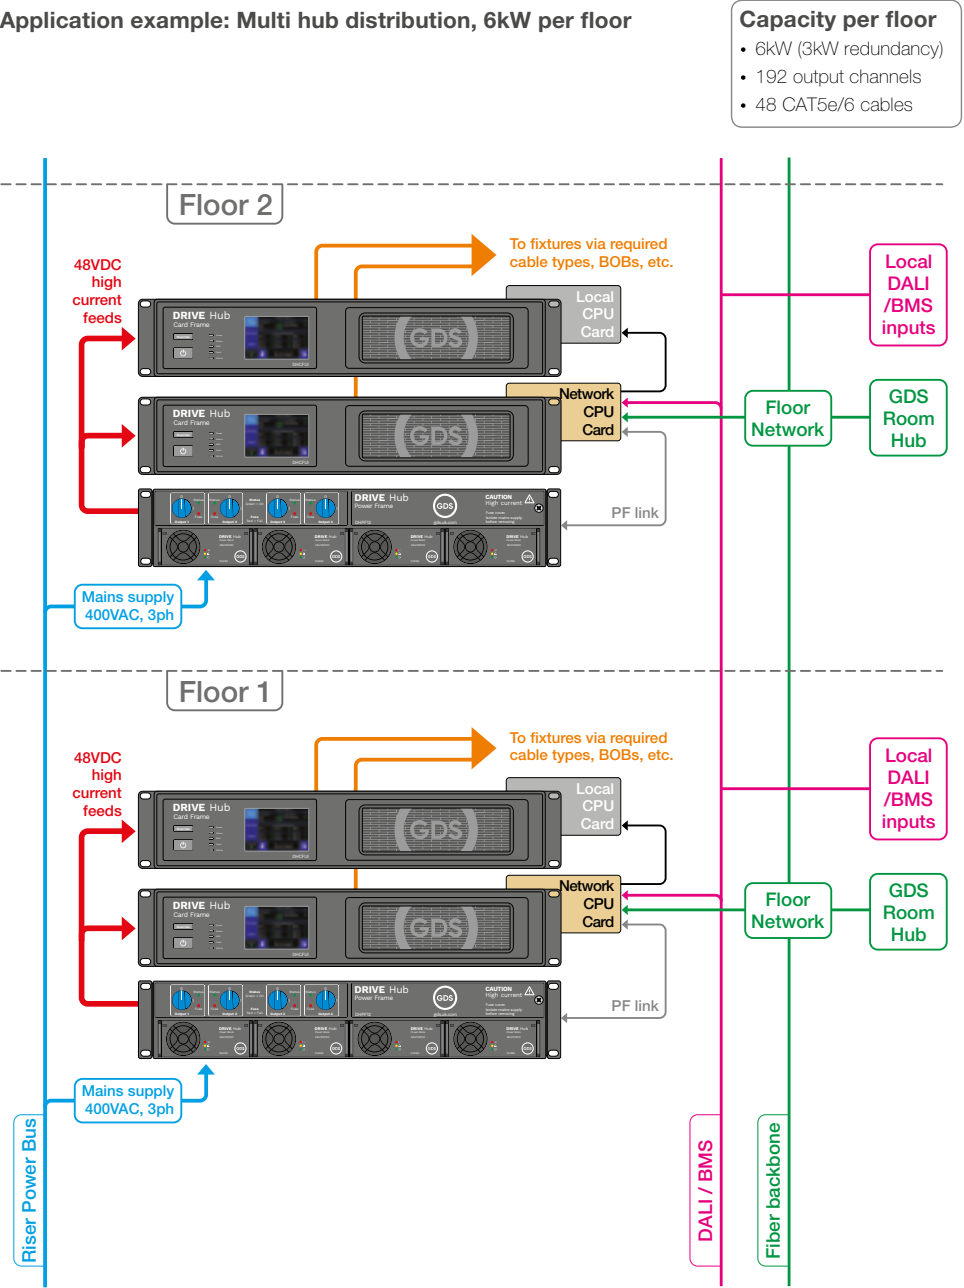 Application example: Multi hub distribution, 6kW per floor
Capacity per floor
• 6kW (3kW redundancy)
• 192 output channels
• 48 CAT5e/6 cables
Floor 2
To fixtures via required
cable types, BOBs, etc.
48VDC
high
current
feeds
Local
DALI
/BMS
inputs
Local
CPU
Card
DRIVE Hub
Card Frame
GDS
Network
CPU
Card
DRIVE Hub
Card Frame
GDS
Floor
Network
GDS
Room
Hub
DRIVE Hub
Power Frame
GDS
CAUTION
High current
PF link
Mains supply
400VAC, 3ph
Floor 1
To fixtures via required
cable types, BOBs, etc.
48VDC
high
current
feeds
Local
DALI
/BMS
inputs
Local
CPU
Card
DRIVE Hub
Card Frame
GDS
Network
CPU
Card
DRIVE Hub
Card Frame
GDS
Floor
Network
GDS
Room
Hub
DRIVE Hub
Power Frame
GDS
CAUTION
High current
PF link
Mains supply
400VAC, 3ph
Riser Power Bus
DALI / BMS
Fiber backbone